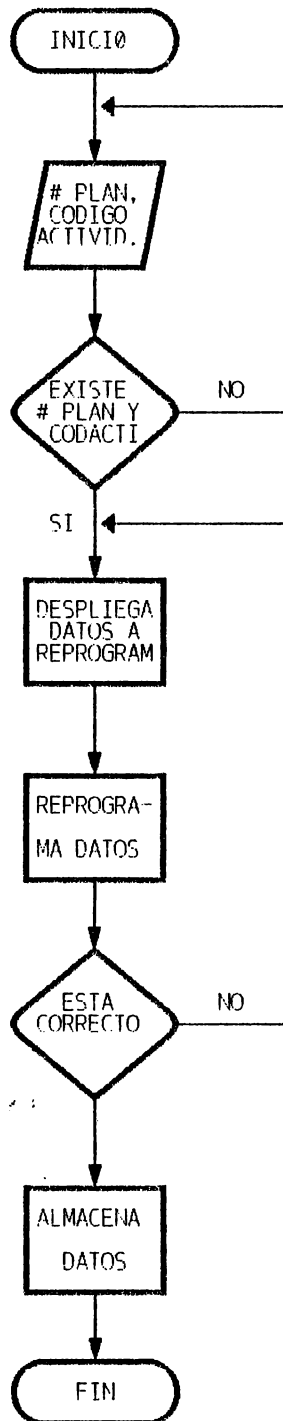 INICIO
# PLAN,
CODIGO
ACTIVID.
EXISTE
# PLAN Y
CODACTI
NO
SI
DESPLIEGA
DATOS A
REPROGRAM
REPROGRA-
MA DATOS
ESTA
CORRECTO
NO
ALMACENA
DATOS
FIN